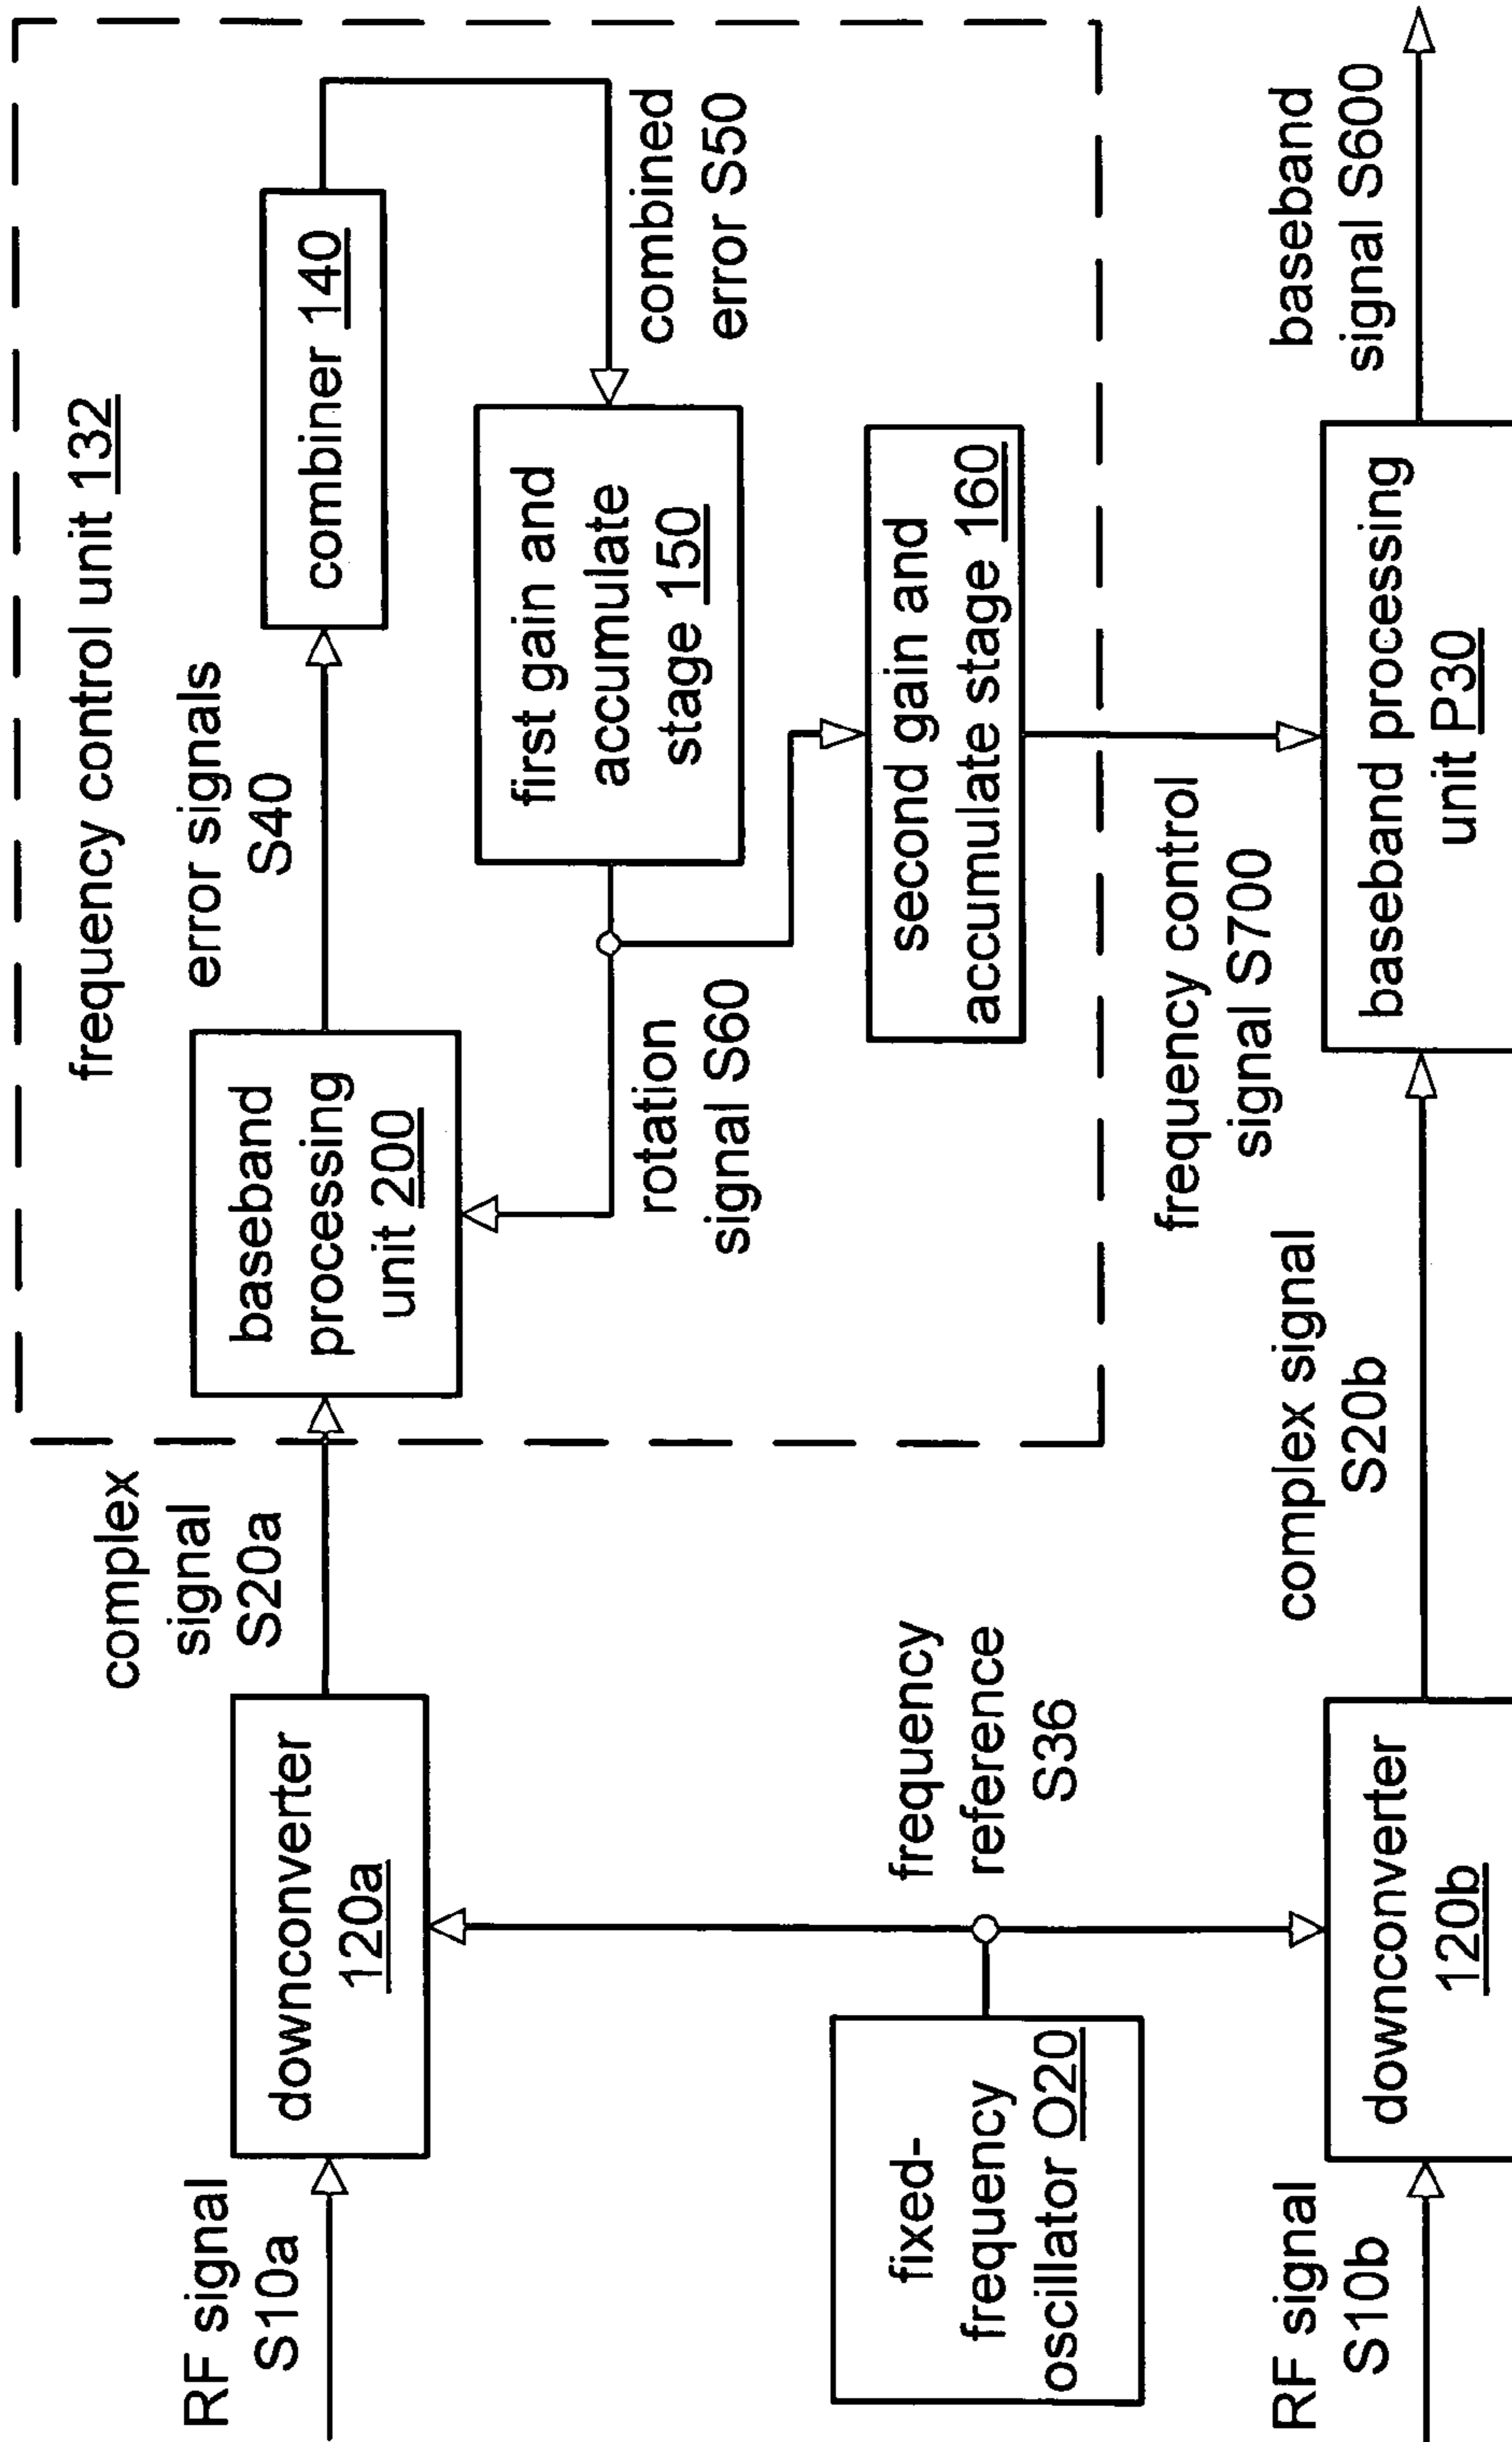 frequency control unit 132
RF signal
S10a
downconverter
120a
complex
signal
S20a
baseband
processing
unit 200
error signals
S40
combiner 140
combined
error S50
first gain and
accumulate
stage 150
rotation
signal S60
second gain and
accumulate stage 160
fixed-
frequency
oscillator O20
frequency
reference
S36
frequency control
signal S700
RF signal
S10b
downconverter
120b
complex signal
S20b
baseband processing
unit P30
baseband
signal S600